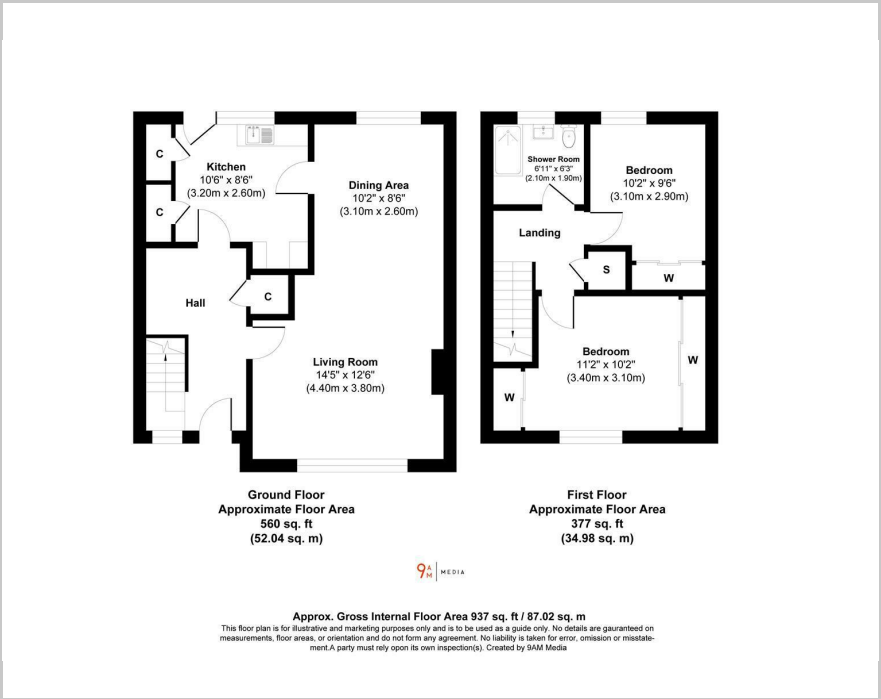 C
Kitchen
10'6" x 8'6"
(3.20m x 2.60m)
C
Dining Area
10'2" x 8'6"
(3.10m x 2.60m)
Hall
C
Living Room
14'5" x 12'6"
(4.40m x 3.80m)
Shower Room
6'11" x 6'3"
(2.10m x 1.90m)
Bedroom
10'2" x 9'6"
(3.10m x 2.90m)
Landing
S
W
Bedroom
11'2" x 10'2"
(3.40m x 3.10m)
W
W
Ground Floor
Approximate Floor Area
560 sq. ft
(52.04 sq. m)
First Floor
Approximate Floor Area
377 sq. ft
(34.98 sq. m)
9AM MEDIA
Approx. Gross Internal Floor Area 937 sq. ft / 87.02 sq. m
This floor plan is for illustrative and marketing purposes only and is to be used as a guide only. No details are gauranteed on
measurements, floor areas, or orientation and do not form any agreement. No liability is taken for error, omission or misstate-
ment.A party must rely upon its own inspection(s). Created by 9AM Media